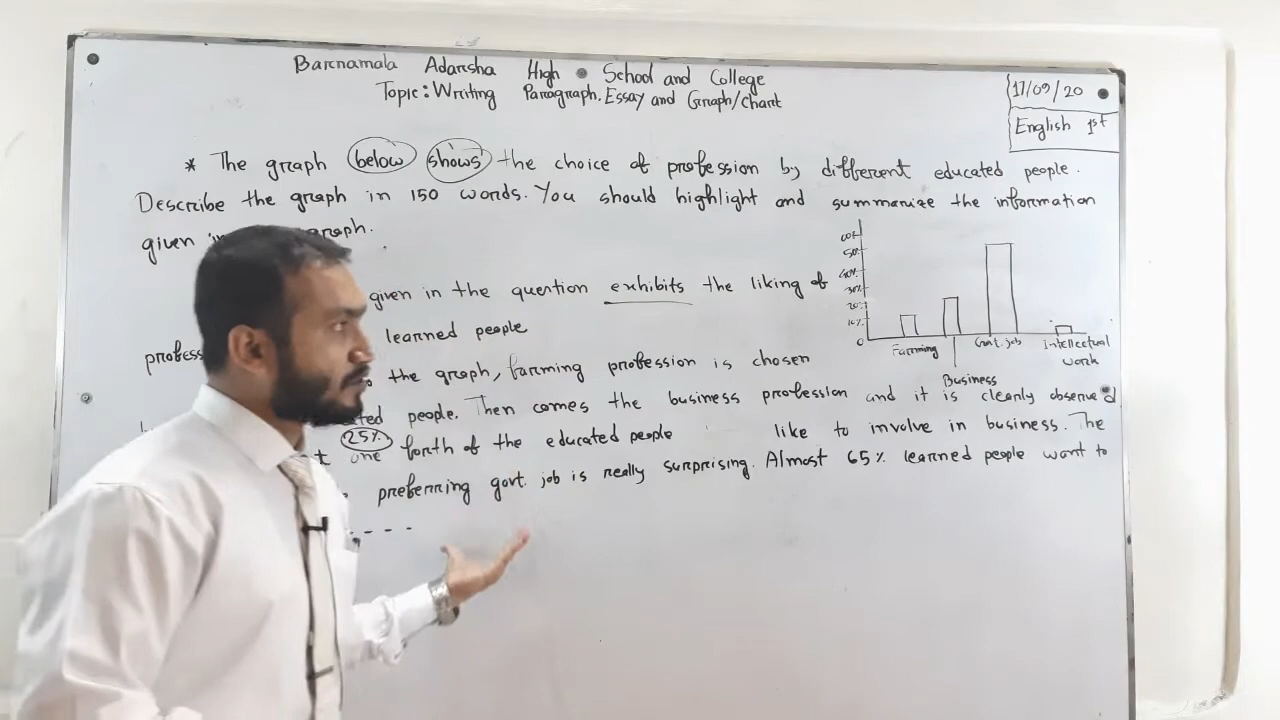 Barnamala Adarsha High School and College
Topic: Writing Paragraph, Essay and Graph/chart
17/09/20
English 1st
* The graph below shows the choice of profession by different educated people.
Describe the graph in 150 words. You should highlight and summarize the information
given in graph.
given in the question exhibits the liking of
profess learned people
the graph, farming profession is chosen
ated people. Then comes the business profession and it is clearly observed
25% one forth of the educated people like to involve in business. The
preferring govt. job is really surprising. Almost 65% learned people want to
- - - -
60%
50%
40%
30%
20%
10%
0
Farming
Business
Govt. job
Intellectual
work